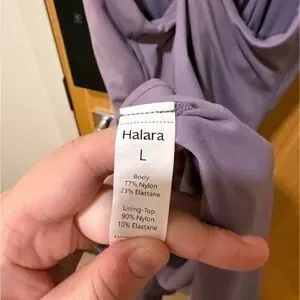 Halara
L
Body
77% Nylon
23% Elastane
Lining-Top
90% Nylon
10% Elastane